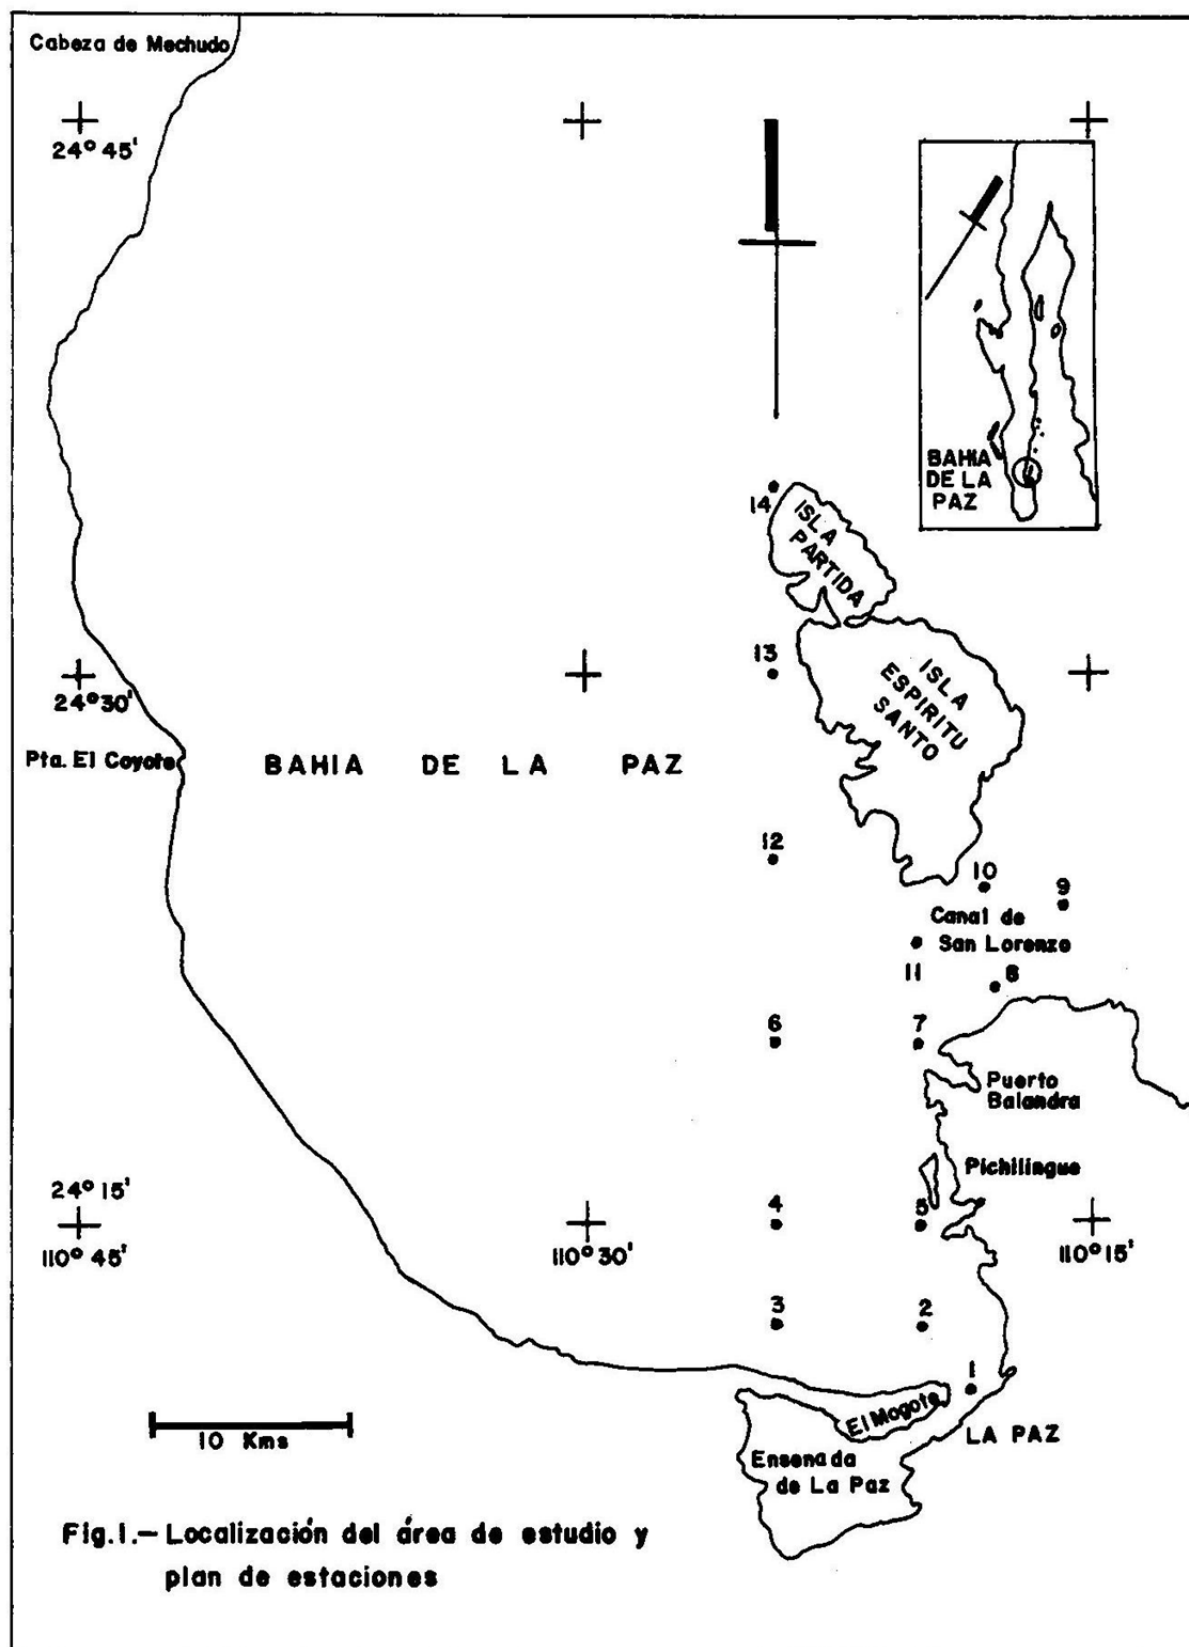 Cabeza de Mechudo
24° 45'
BAHIA
DE LA
PAZ
14
ISLA
PARTIDA
13
24° 30'
ISLA
ESPIRITU
SANTO
Pta. El Coyote
BAHIA DE LA PAZ
12
10
9
Canal de
San Lorenzo
11
8
6
7
Puerto
Balandra
Pichilingue
24° 15'
4
5
110° 45'
110° 30'
110° 15'
3
2
1
El Mogote
10 Kms
LA PAZ
Ensenada
de La Paz
Fig.1.— Localización del área de estudio y
plan de estaciones